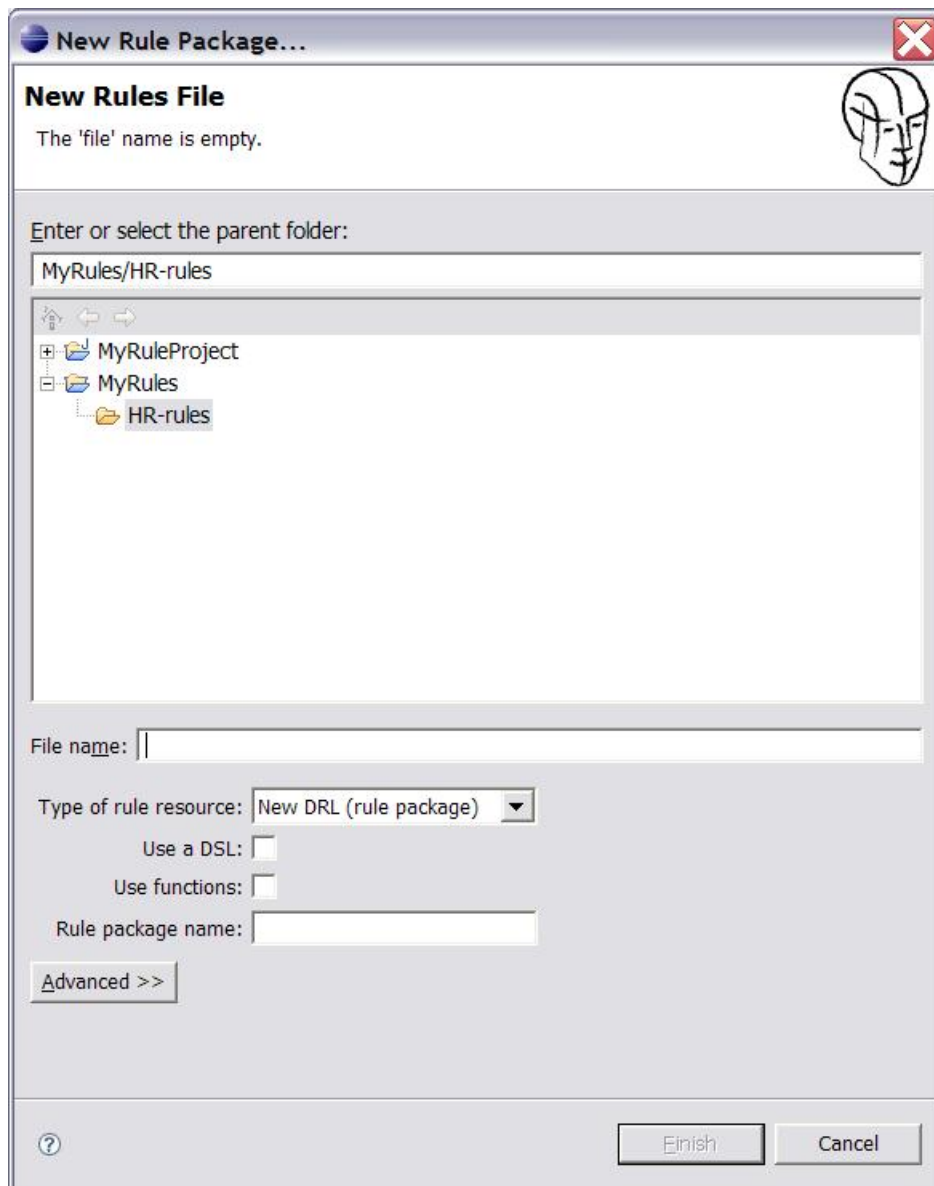 New Rule Package...
New Rules File
The 'file' name is empty.
Enter or select the parent folder:
MyRules/HR-rules
MyRuleProject
MyRules
HR-rules
File name:
Type of rule resource: New DRL (rule package)
Use a DSL:
Use functions:
Rule package name:
Advanced >>
Finish Cancel